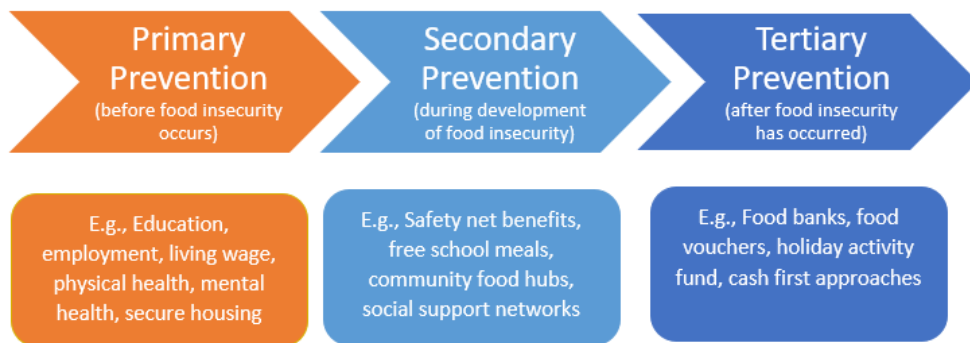 Primary
Prevention
(before food insecurity
occurs)
Secondary
Prevention
(during development
of food insecurity)
Tertiary
Prevention
(after food insecurity
has occurred)
E.g., Education,
employment, living wage,
physical health, mental
health, secure housing
E.g., Safety net benefits,
free school meals,
community food hubs,
social support networks
E.g., Food banks, food
vouchers, holiday activity
fund, cash first approaches